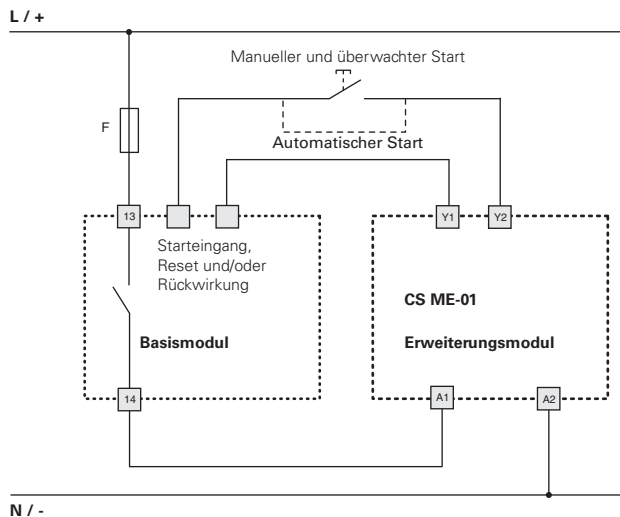 L / +
Manueller und überwachter Start
F
Automatischer Start
13
Y1
Y2
Starteingang,
Reset und/oder
Rückwirkung
CS ME-01
Basismodul
Erweiterungsmodul
14
A1
A2
N / -